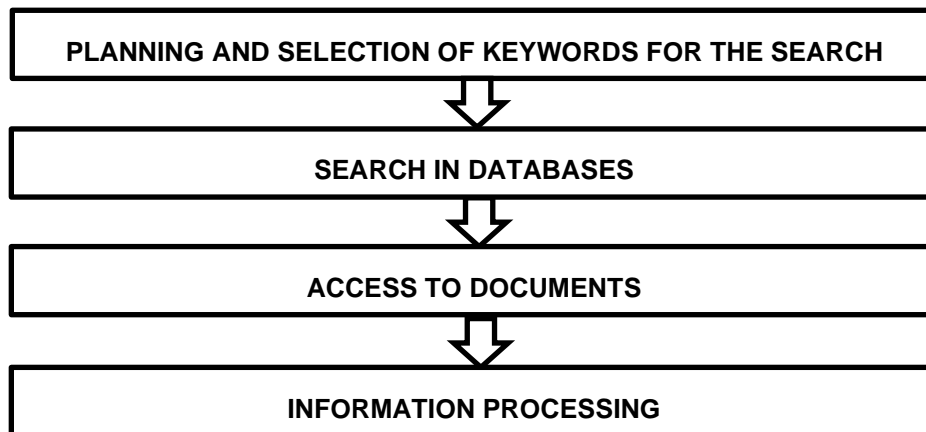 PLANNING AND SELECTION OF KEYWORDS FOR THE SEARCH
SEARCH IN DATABASES
ACCESS TO DOCUMENTS
INFORMATION PROCESSING